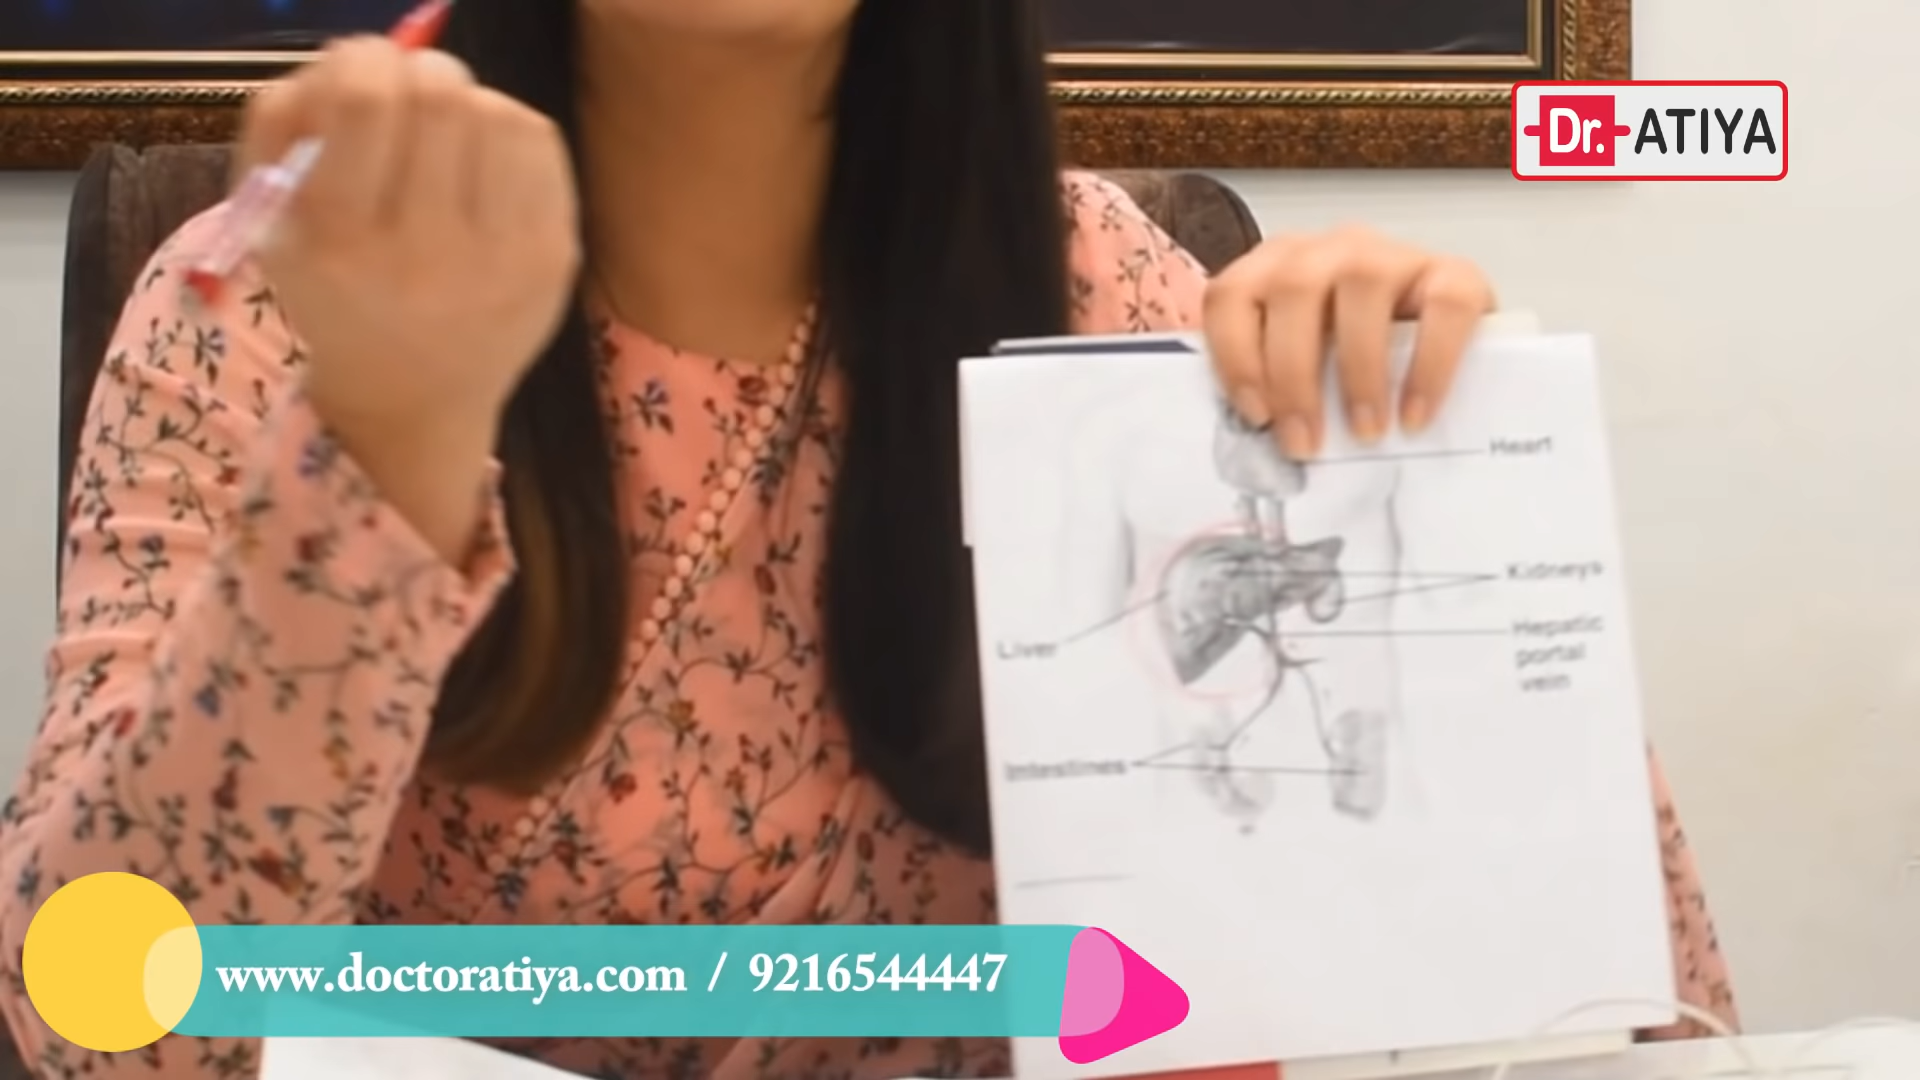 Dr. ATIYA
Heart
Kidneys
Liver
Hepatic
portal
vein
Intestines
www.doctoratiya.com / 9216544447